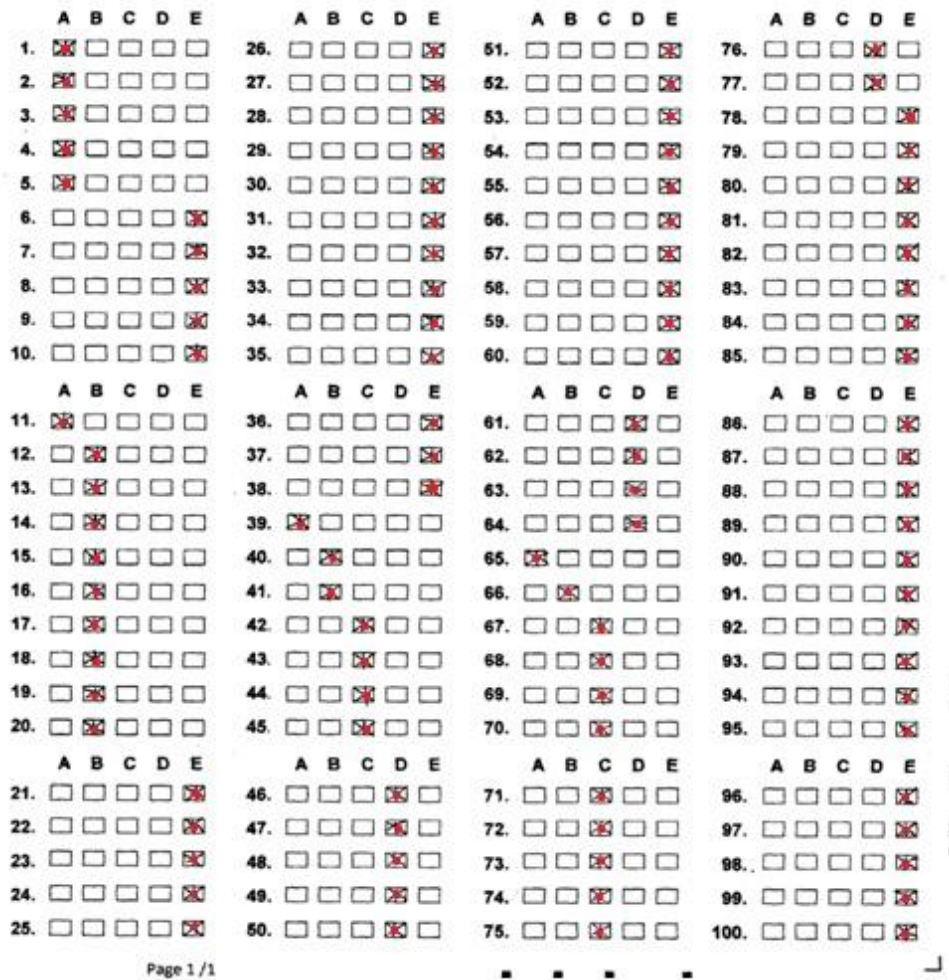 A B C D E A B C D E A B C D E A B C D E
1. 26. 51. 76.
2. 27. 52. 77.
3. 28. 53. 78.
4. 29. 54. 79.
5. 30. 55. 80.
6. 31. 56. 81.
7. 32. 57. 82.
8. 33. 58. 83.
9. 34. 59. 84.
10. 35. 60. 85.
A B C D E A B C D E A B C D E A B C D E
11. 36. 61. 86.
12. 37. 62. 87.
13. 38. 63. 88.
14. 39. 64. 89.
15. 40. 65. 90.
16. 41. 66. 91.
17. 42. 67. 92.
18. 43. 68. 93.
19. 44. 69. 94.
20. 45. 70. 95.
A B C D E A B C D E A B C D E A B C D E
21. 46. 71. 96.
22. 47. 72. 97.
23. 48. 73. 98.
24. 49. 74. 99.
25. 50. 75. 100.
Page 1 /1